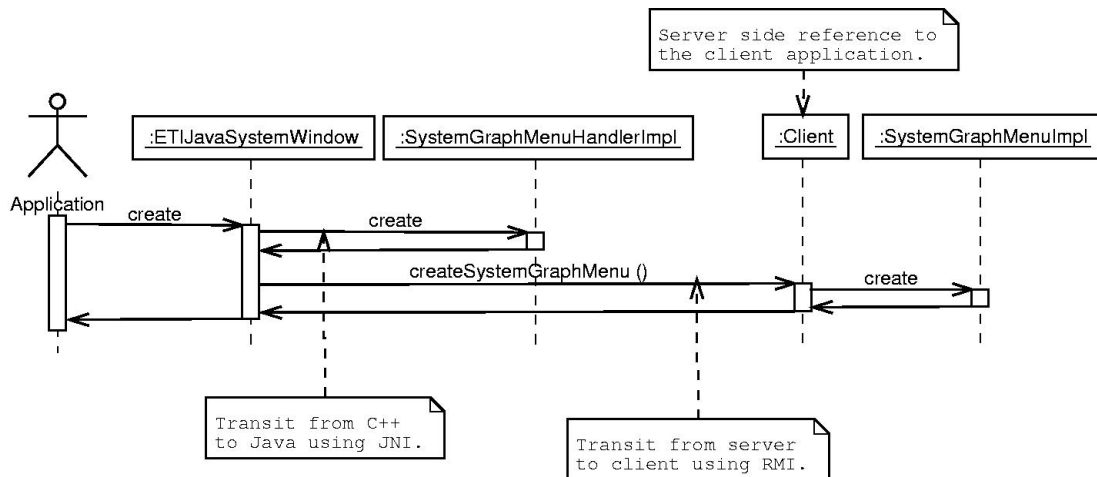 Server side reference to
the client application.
:ETIJavaSystemWindow
:SystemGraphMenuHandlerImpl
:Client
:SystemGraphMenuImpl
Application
create
create
createSystemGraphMenu ()
create
Transit from C++
to Java using JNI.
Transit from server
to client using RMI.